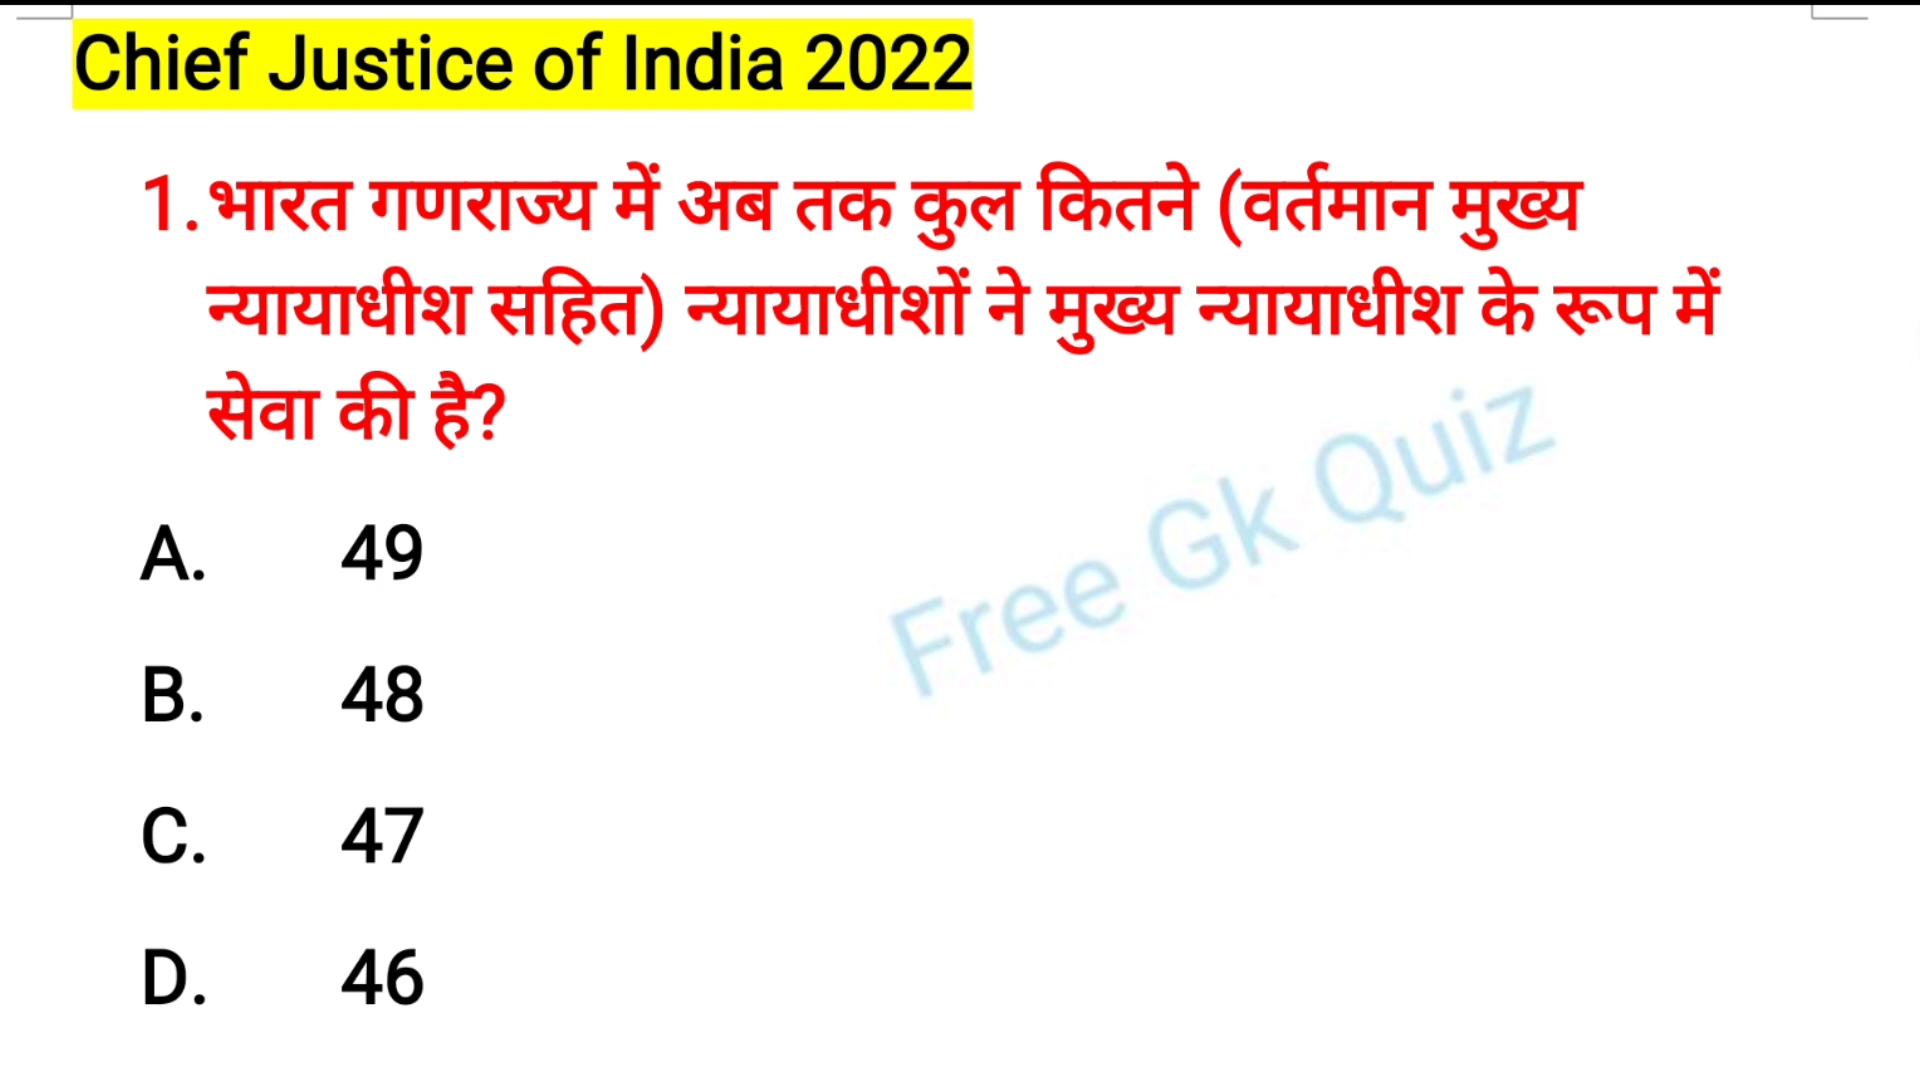 Chief Justice of India 2022
1. भारत गणराज्य में अब तक कुल कितने (वर्तमान मुख्य
न्यायाधीश सहित) न्यायाधीशों ने मुख्य न्यायाधीश के रूप में
सेवा की है?
Free Gk Quiz
A. 49
B. 48
C. 47
D. 46